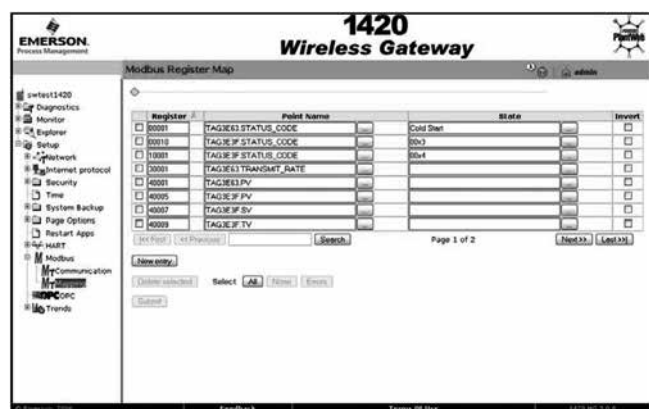 1420
EMERSON.
Process Management
Wireless Gateway
PlantWeb
Modbus Register Map
admin
swtest1420
Diagnostics
Monitor
Explorer
Setup
Network
Internet protocol
Security
Time
System Backup
Page Options
Restart Apps
HART
Modbus
Communication
OPC
Trends
Register Point Name State Invert
00001 TAG3E63.STATUS_CODE ... Cold Start ...
00010 TAG3E3F.STATUS_CODE ... 00x3 ...
10001 TAG3E3F.STATUS_CODE ... 00x4 ...
30001 TAG3E63.TRANSMIT_RATE ... ...
40001 TAG3E63.PV ... ...
40005 TAG3E3F.PV ... ...
40007 TAG3E3F.SV ... ...
40009 TAG3E3F.TV ... ...
|<< First << Previous Search Page 1 of 2 Next >> Last >>|
New entry
Delete selected Select All None Errors
Submit
Feedback Terms Of Use